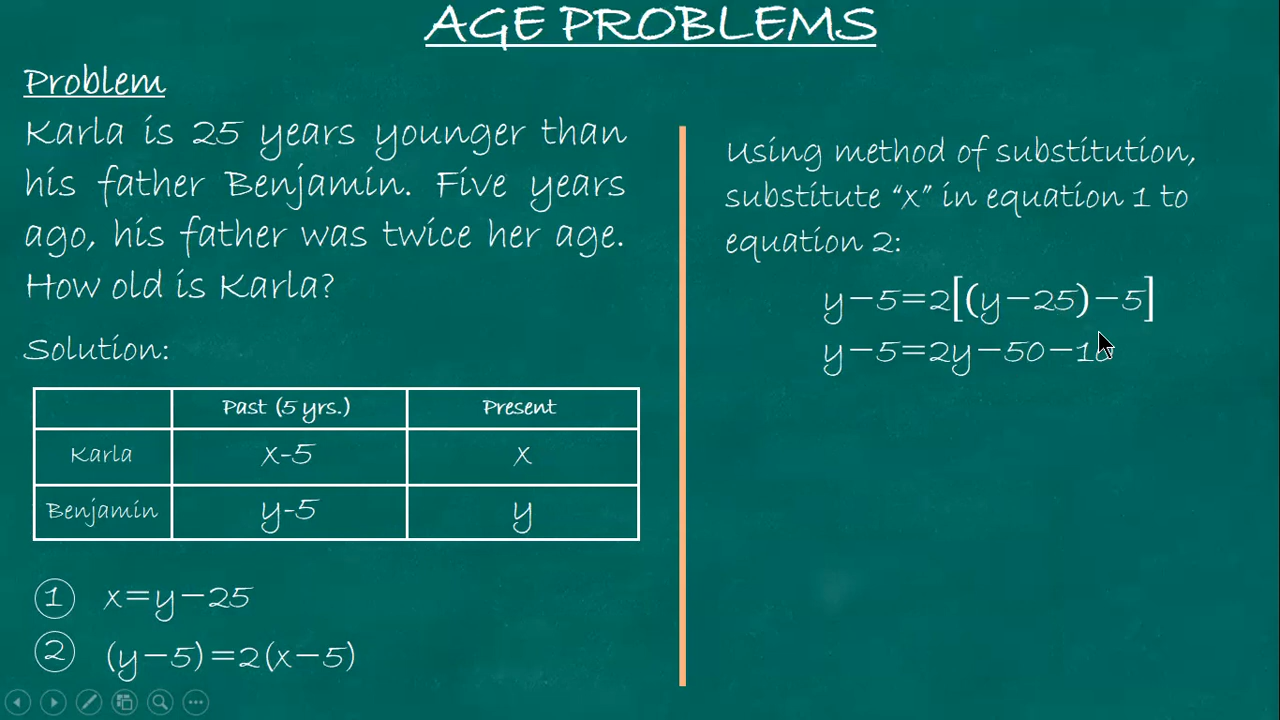 AGE PROBLEMS
Problem
Karla is 25 years younger than
his father Benjamin. Five years
ago, his father was twice her age.
How old is Karla?
Solution:
Past (5 yrs.) Present
Karla x-5 x
Benjamin y-5 y
1 x=y-25
2 (y-5)=2(x-5)
Using method of substitution,
substitute “x” in equation 1 to
equation 2:
y-5=2[(y-25)-5]
y-5=2y-50-10